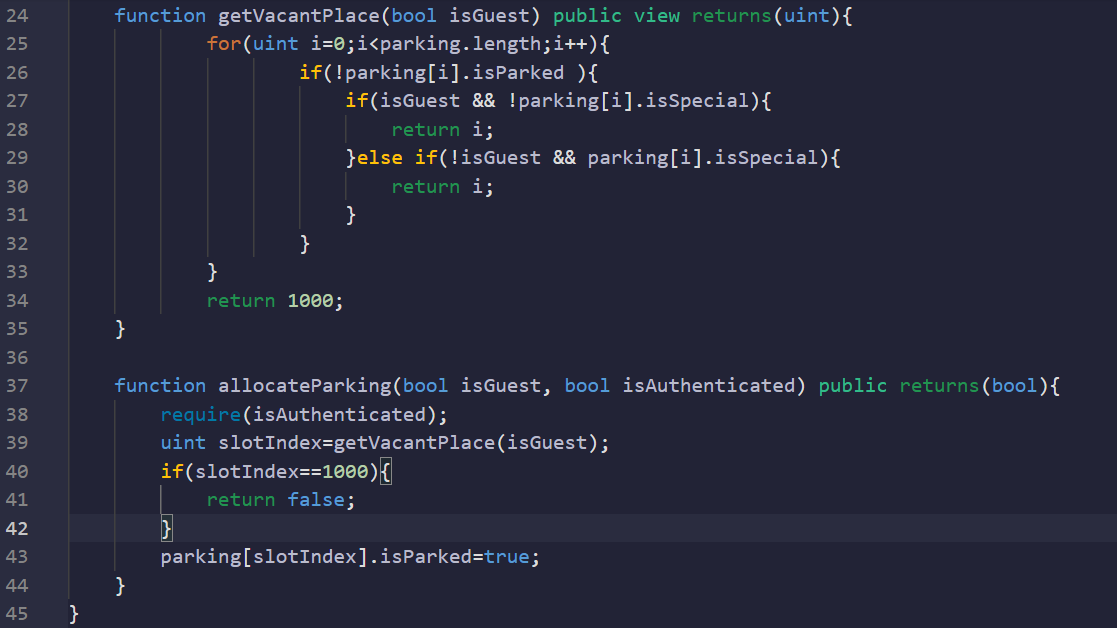 24 function getVacantPlace(bool isGuest) public view returns(uint){
25 for(uint i=0;i<parking.length;i++){
26 if(!parking[i].isParked ){
27 if(isGuest && !parking[i].isSpecial){
28 return i;
29 }else if(!isGuest && parking[i].isSpecial){
30 return i;
31 }
32 }
33 }
34 return 1000;
35 }
36
37 function allocateParking(bool isGuest, bool isAuthenticated) public returns(bool){
38 require(isAuthenticated);
39 uint slotIndex=getVacantPlace(isGuest);
40 if(slotIndex==1000){
41 return false;
42 }
43 parking[slotIndex].isParked=true;
44 }
45 }